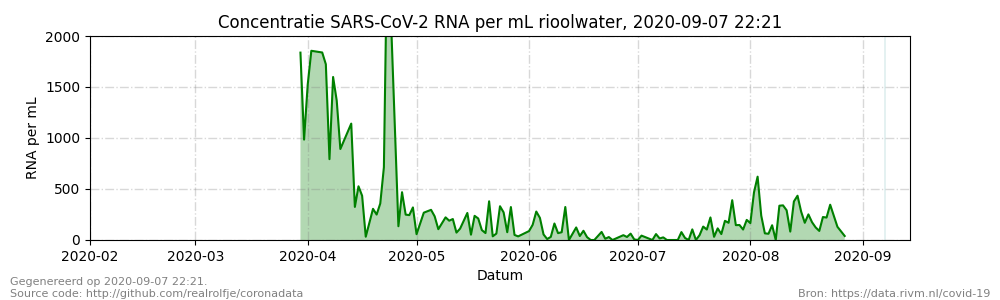 Concentratie SARS-CoV-2 RNA per mL rioolwater, 2020-09-07 22:21
2000
1500
1000
500
0
RNA per mL
2020-02 2020-03 2020-04 2020-05 2020-06 2020-07 2020-08 2020-09
Datum
Gegenereerd op 2020-09-07 22:21.
Source code: http://github.com/realrolfje/coronadata
Bron: https://data.rivm.nl/covid-19